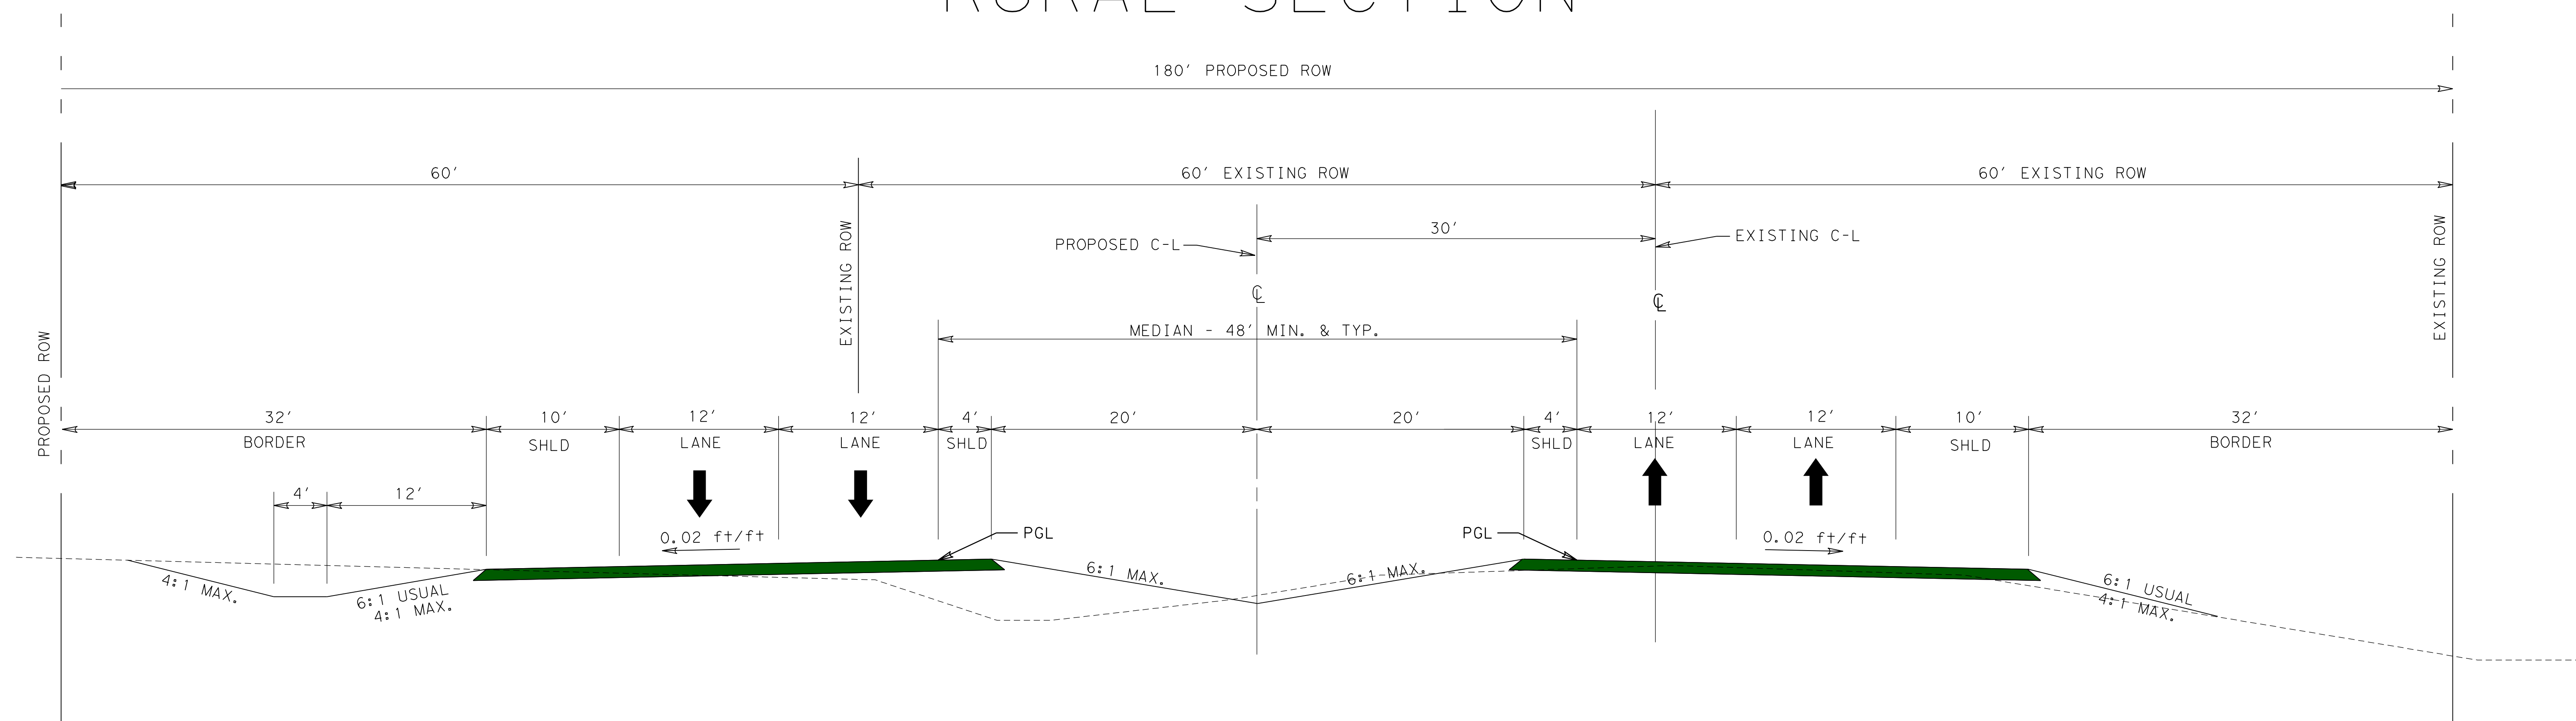 RURAL SECTION
180' PROPOSED ROW
60'
60' EXISTING ROW
60' EXISTING ROW
30'
PROPOSED C-L
EXISTING C-L
EXISTING ROW
EXISTING ROW
PROPOSED ROW
℄
℄
MEDIAN - 48' MIN. & TYP.
32'
10'
12'
12'
4'
20'
20'
4'
12'
12'
10'
32'
BORDER
SHLD
LANE
LANE
SHLD
SHLD
LANE
LANE
SHLD
BORDER
4'
12'
0.02 ft/ft
PGL
PGL
0.02 ft/ft
4:1 MAX.
6:1 USUAL
4:1 MAX.
6:1 MAX.
6:1 MAX.
6:1 USUAL
4:1 MAX.